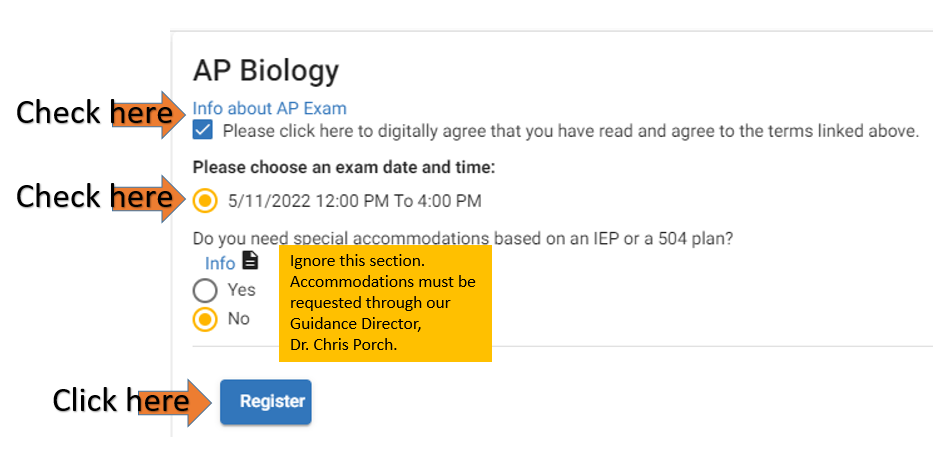 AP Biology
Check here
Info about AP Exam
Please click here to digitally agree that you have read and agree to the terms linked above.
Please choose an exam date and time:
Check here
5/11/2022 12:00 PM To 4:00 PM
Do you need special accommodations based on an IEP or a 504 plan?
Info
Ignore this section.
Accommodations must be
requested through our
Guidance Director,
Dr. Chris Porch.
Yes
No
Click here
Register